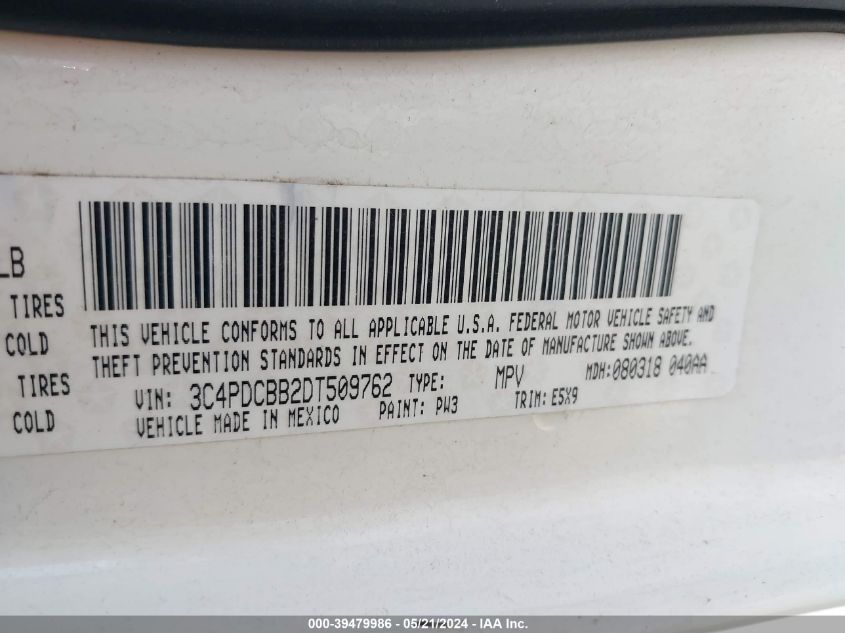 LB
TIRES
COLD
TIRES
COLD
THIS VEHICLE CONFORMS TO ALL APPLICABLE U.S.A. FEDERAL MOTOR VEHICLE SAFETY AND
THEFT PREVENTION STANDARDS IN EFFECT ON THE DATE OF MANUFACTURE SHOWN ABOVE.
VIN: 3C4PDCBB2DT509762 TYPE: MPV MDH:080318 040AA
VEHICLE MADE IN MEXICO PAINT: PW3 TRIM: E5X9
000-39479986 - 05/21/2024 - IAA Inc.